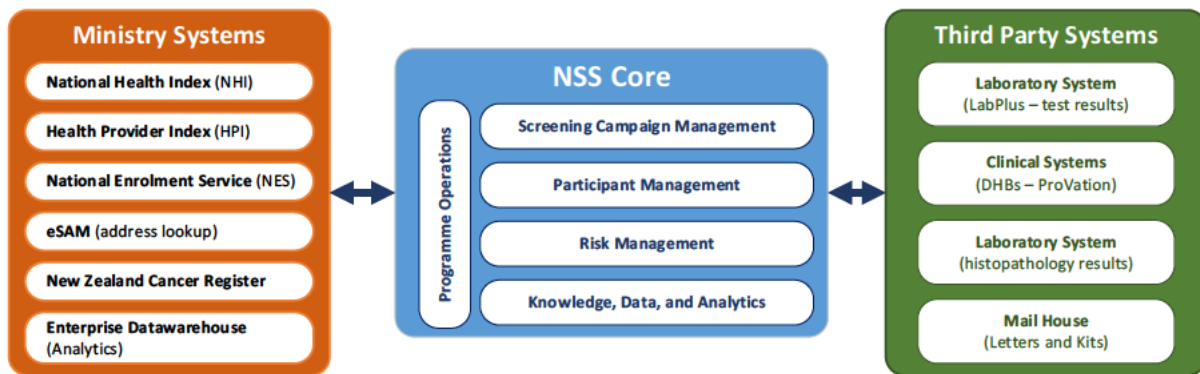 Ministry Systems
National Health Index (NHI)
Health Provider Index (HPI)
National Enrolment Service (NES)
eSAM (address lookup)
New Zealand Cancer Register
Enterprise Datawarehouse
(Analytics)
NSS Core
Programme Operations
Screening Campaign Management
Participant Management
Risk Management
Knowledge, Data, and Analytics
Third Party Systems
Laboratory System
(LabPlus – test results)
Clinical Systems
(DHBs – ProVation)
Laboratory System
(histopathology results)
Mail House
(Letters and Kits)